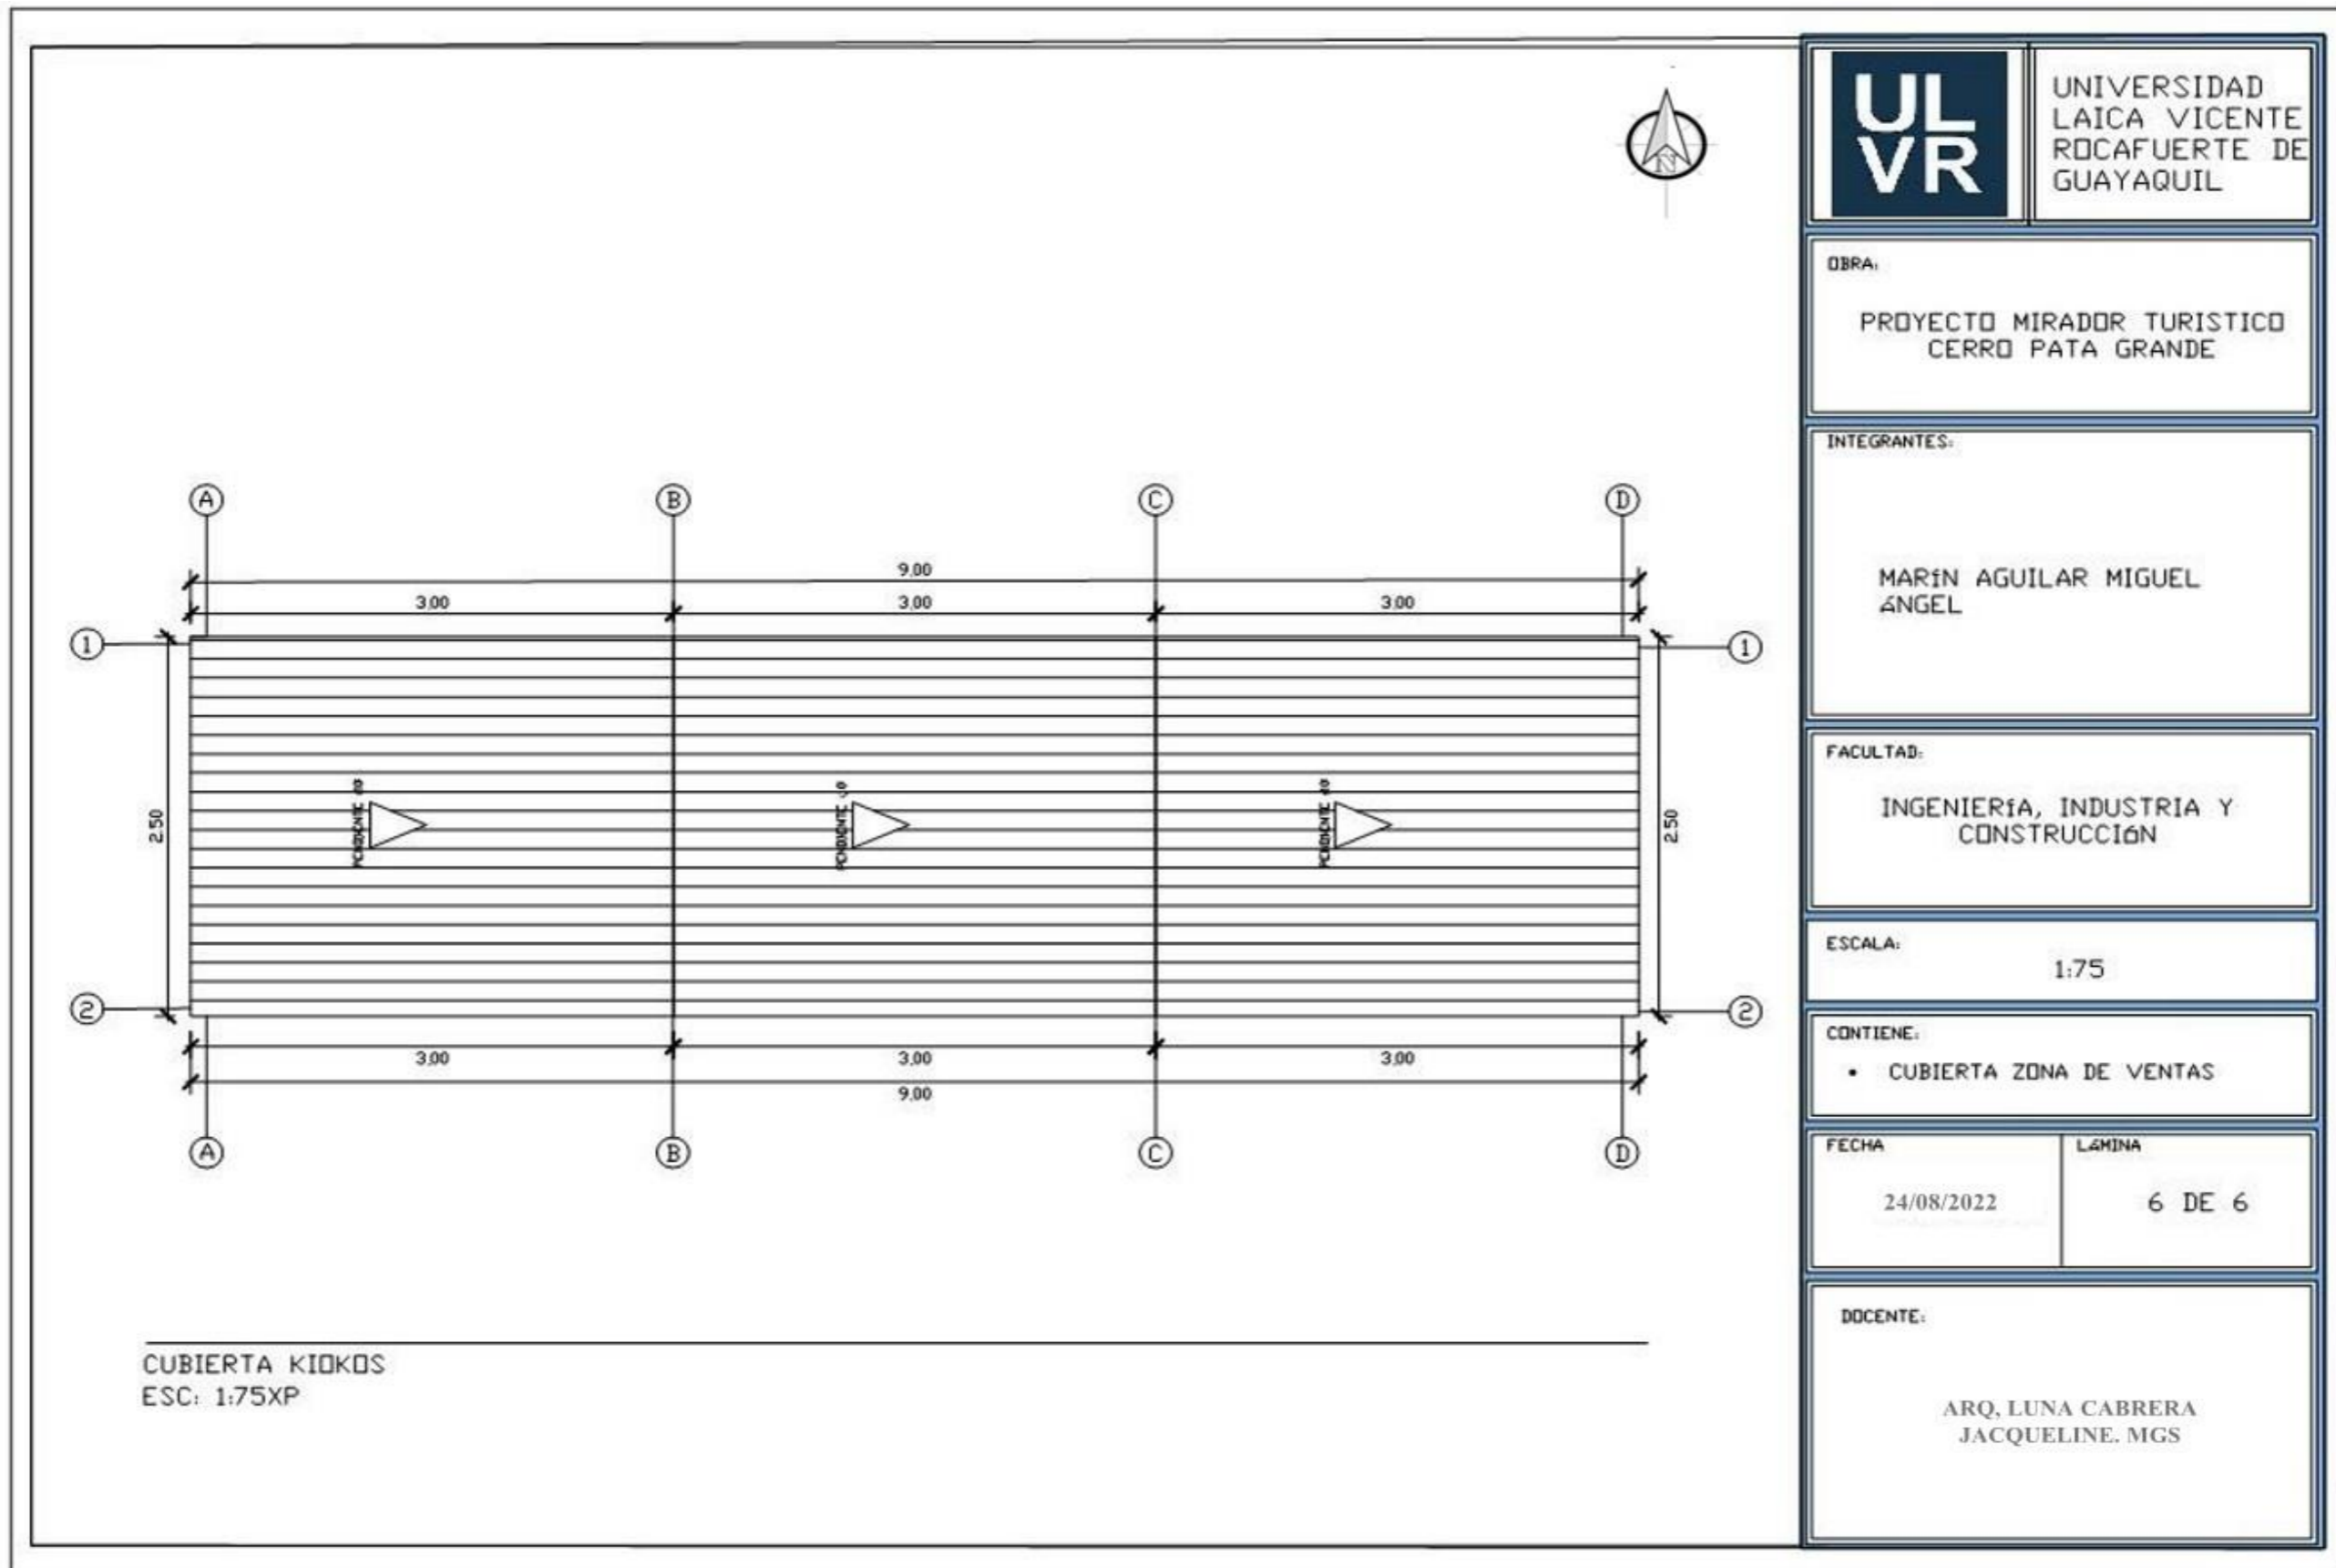 UL
VR
UNIVERSIDAD
LAICA VICENTE
ROCAFUERTE DE
GUAYAQUIL
N
OBRA:
PROYECTO MIRADOR TURISTICO
CERRO PATA GRANDE
INTEGRANTES:
MARíN AGUILAR MIGUEL
áNGEL
FACULTAD:
INGENIERíA, INDUSTRIA Y
CONSTRUCCIóN
ESCALA:
1:75
CONTIENE:
• CUBIERTA ZONA DE VENTAS
FECHA
24/08/2022
LáMINA
6 DE 6
DOCENTE:
ARQ, LUNA CABRERA
JACQUELINE. MGS
A B C D
9,00
3,00 3,00 3,00
1 1
2.50 2.50
2 2
3,00 3,00 3,00
9,00
A B C D
CUBIERTA KIOKOS
ESC: 1:75XP